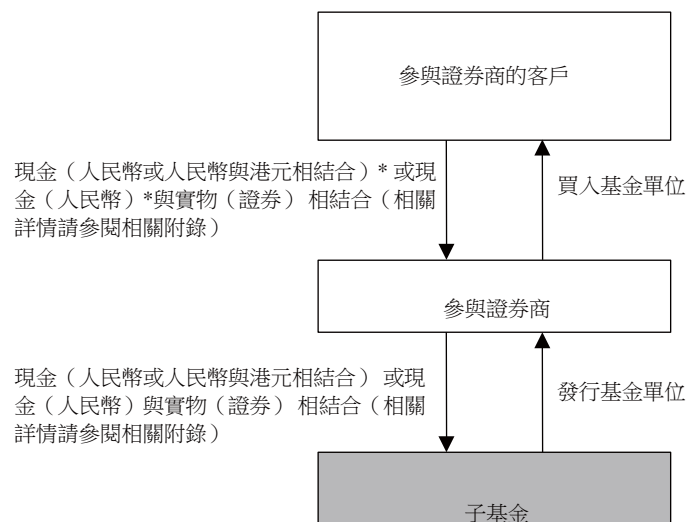 參與證券商的客戶
現金（人民幣或人民幣與港元相結合）* 或現
金（人民幣）*與實物（證券） 相結合（相關
詳情請參閱相關附錄）
買入基金單位
參與證券商
現金（人民幣或人民幣與港元相結合） 或現
金（人民幣）與實物（證券） 相結合（相關
詳情請參閱相關附錄）
發行基金單位
子基金